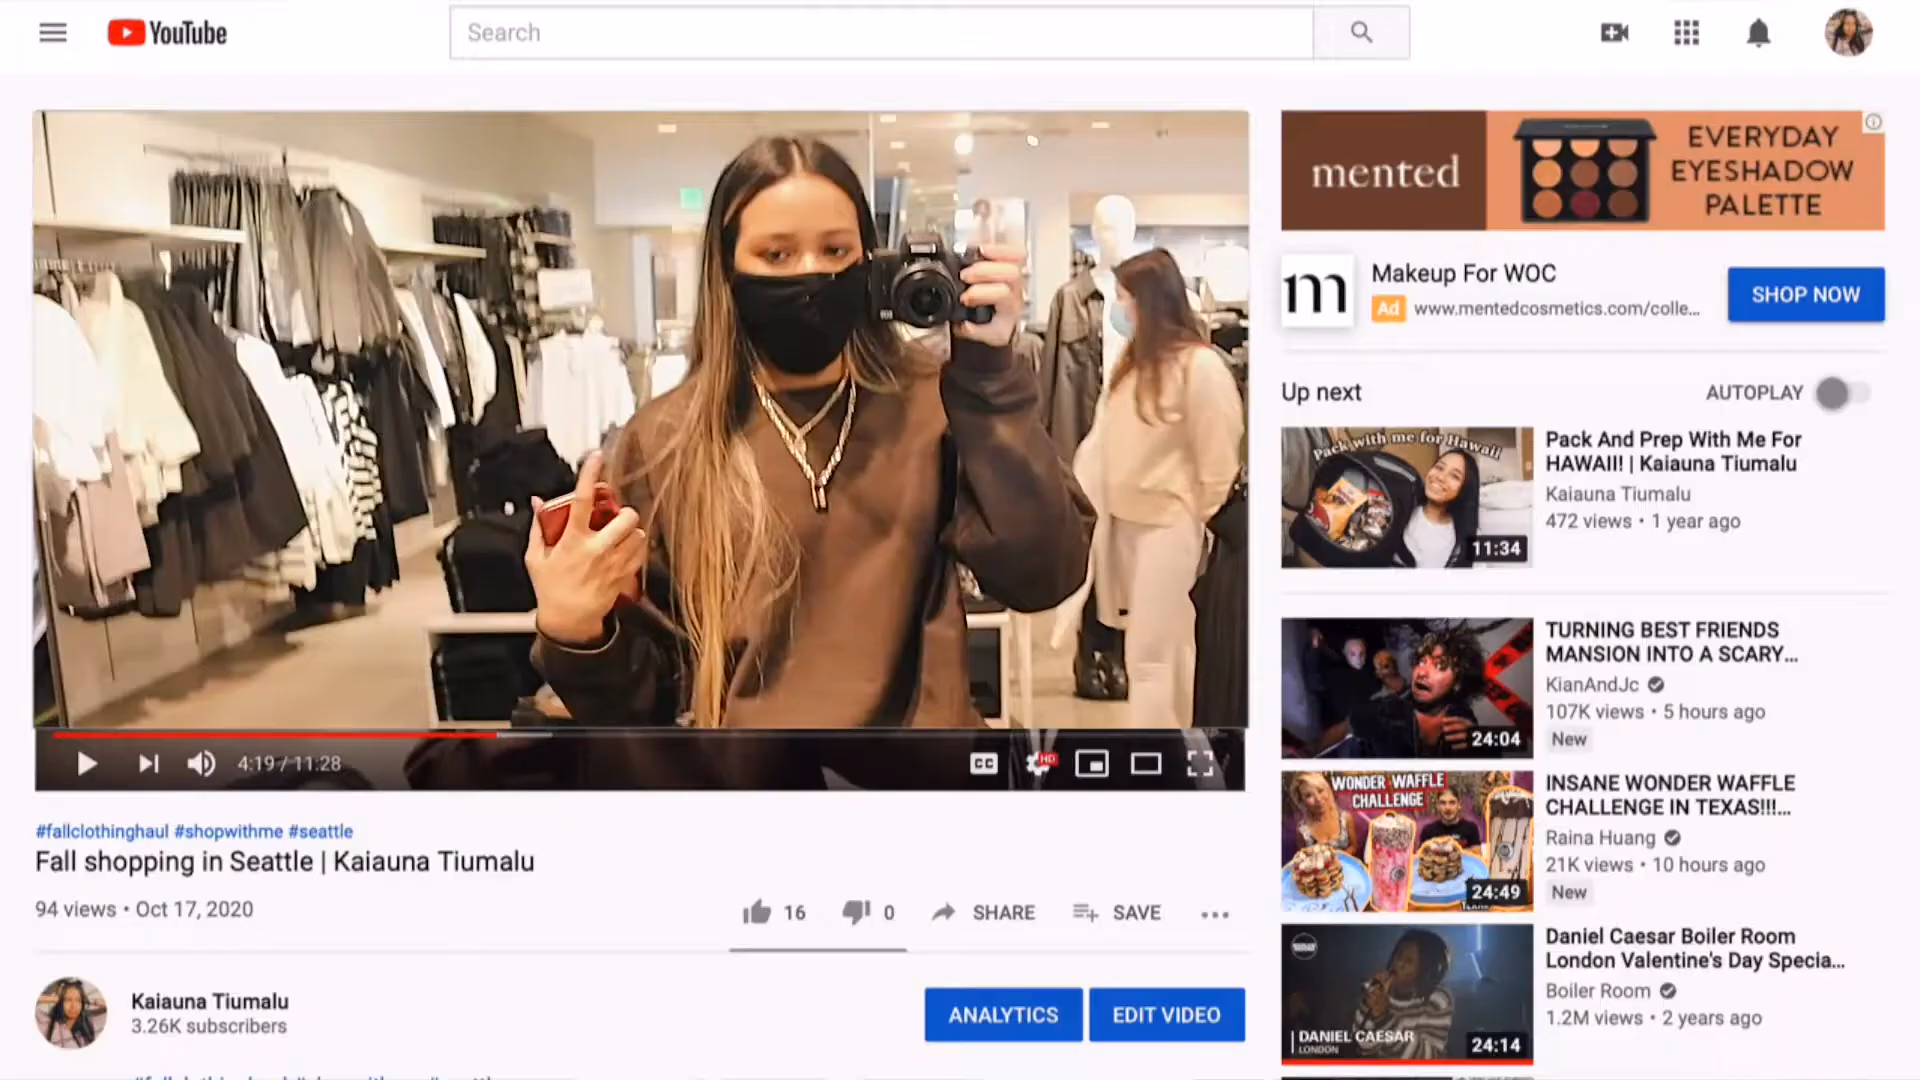 YouTube
Search
mented
EVERYDAY
EYESHADOW
PALETTE
m
Makeup For WOC
Ad www.mentedcosmetics.com/colle...
SHOP NOW
Up next
AUTOPLAY
Pack with me for Hawaii
11:34
Pack And Prep With Me For
HAWAII! | Kaiauna Tiumalu
Kaiauna Tiumalu
472 views • 1 year ago
24:04
TURNING BEST FRIENDS
MANSION INTO A SCARY...
KianAndJc
107K views • 5 hours ago
New
WONDER WAFFLE
CHALLENGE
24:49
INSANE WONDER WAFFLE
CHALLENGE IN TEXAS!!!...
Raina Huang
21K views • 10 hours ago
New
DANIEL CAESAR
LONDON
24:14
Daniel Caesar Boiler Room
London Valentine's Day Specia...
Boiler Room
1.2M views • 2 years ago
4:19 / 11:28
CC
HD
#fallclothinghaul #shopwithme #seattle
Fall shopping in Seattle | Kaiauna Tiumalu
94 views • Oct 17, 2020
16
0
SHARE
SAVE
Kaiauna Tiumalu
3.26K subscribers
ANALYTICS
EDIT VIDEO